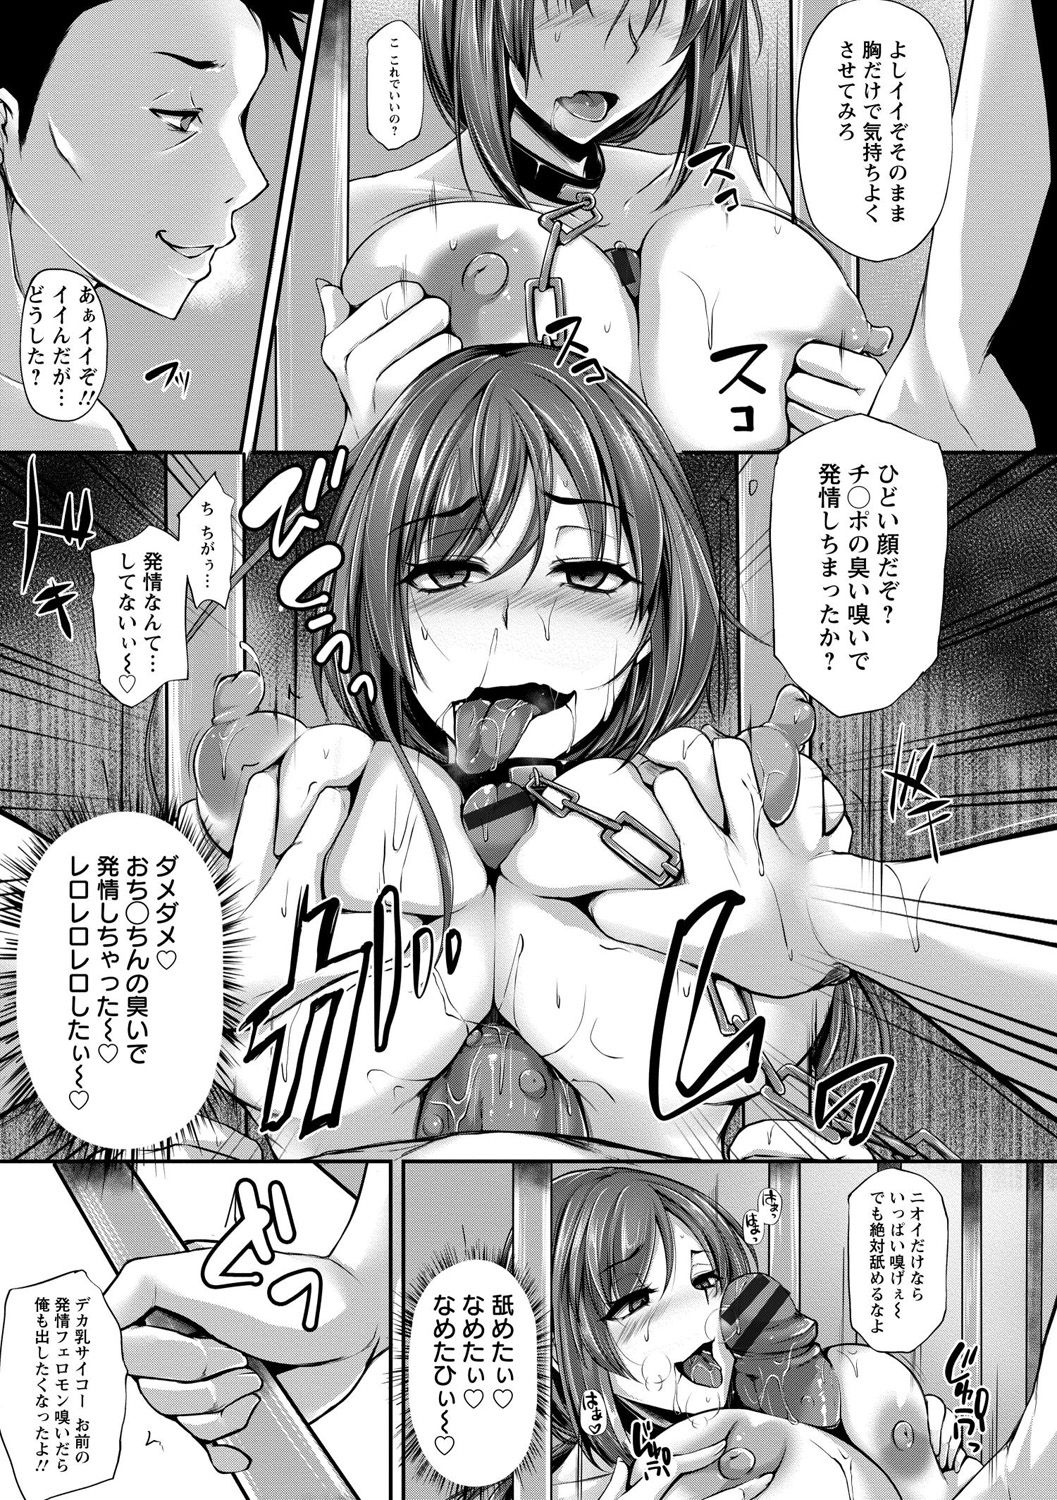 よしイイぞそのまま
胸だけで気持ちよく
させてみろ
こ これでいいの?
あぁイイぞ!!
イイんだが…
どうした?
ひどい顔だぞ?
チ〇ポの臭い嗅いで
発情しちまったか?
ち ちがぅ…
発情なんて…
してないぃ〜♡
ダメダメ♡
おち〇ちんの臭いで
発情しちゃった〜♡
レロレロレロしたぃ〜♡
ニオイだけなら
いっぱい嗅げぇ〜
でも絶対舐めるなよ
舐めたい♡
なめたぃ♡
なめたひぃ〜♡
デカ乳サイコー お前の
発情フェロモン嗅いだら
俺も出したくなったよ!!